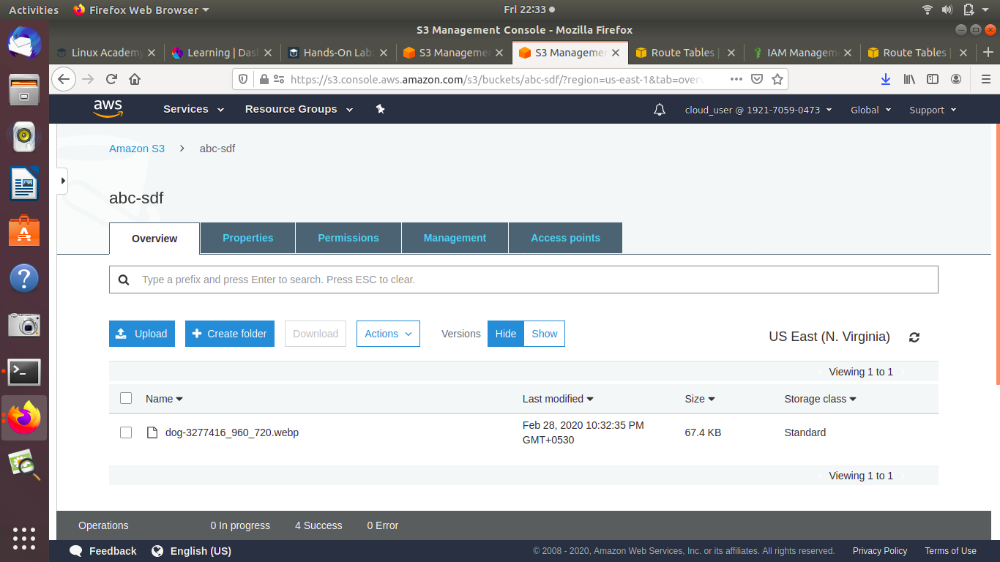 Activities Firefox Web Browser Fri 22:33
S3 Management Console - Mozilla Firefox
Linux Academy Learning | Das Hands-On Lab S3 Managemen S3 Managemen Route Tables | IAM Managem Route Tables |
https://s3.console.aws.amazon.com/s3/buckets/abc-sdf/?region=us-east-1&tab=overv
aws Services Resource Groups cloud_user @ 1921-7059-0473 Global Support
Amazon S3 > abc-sdf
abc-sdf
Overview Properties Permissions Management Access points
Type a prefix and press Enter to search. Press ESC to clear.
Upload + Create folder Download Actions Versions Hide Show US East (N. Virginia)
Viewing 1 to 1
Name Last modified Size Storage class
dog-3277416_960_720.webp Feb 28, 2020 10:32:35 PM GMT+0530 67.4 KB Standard
Viewing 1 to 1
Operations 0 In progress 4 Success 0 Error
Feedback English (US) © 2008 - 2020, Amazon Web Services, Inc. or its affiliates. All rights reserved. Privacy Policy Terms of Use